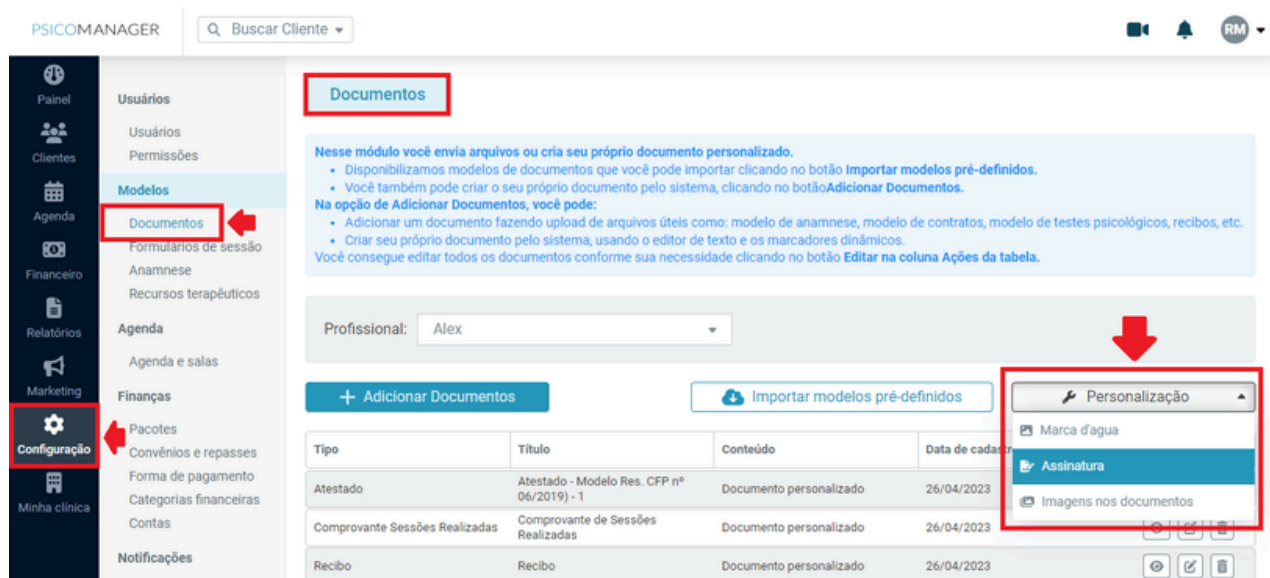 PSICOMANAGER
Buscar Cliente
RM
Painel
Clientes
Agenda
Financeiro
Relatórios
Marketing
Configuração
Minha clínica
Usuários
Usuários
Permissões
Modelos
Documentos
Formulários de sessão
Anamnese
Recursos terapêuticos
Agenda
Agenda e salas
Finanças
Pacotes
Convênios e repasses
Forma de pagamento
Categorias financeiras
Contas
Notificações
Documentos
Nesse módulo você envia arquivos ou cria seu próprio documento personalizado.
• Disponibilizamos modelos de documentos que você pode importar clicando no botão Importar modelos pré-definidos.
• Você também pode criar o seu próprio documento pelo sistema, clicando no botãoAdicionar Documentos.
Na opção de Adicionar Documentos, você pode:
• Adicionar um documento fazendo upload de arquivos úteis como: modelo de anamnese, modelo de contratos, modelo de testes psicológicos, recibos, etc.
• Criar seu próprio documento pelo sistema, usando o editor de texto e os marcadores dinâmicos.
Você consegue editar todos os documentos conforme sua necessidade clicando no botão Editar na coluna Ações da tabela.
Profissional: Alex
+ Adicionar Documentos
Importar modelos pré-definidos
Personalização
Marca d'agua
Assinatura
Imagens nos documentos
Tipo Título Conteúdo Data de cadastr
Atestado Atestado - Modelo Res. CFP nº Documento personalizado 26/04/2023
06/2019) - 1
Comprovante Sessões Realizadas Comprovante de Sessões Documento personalizado 26/04/2023
Realizadas
Recibo Recibo Documento personalizado 26/04/2023